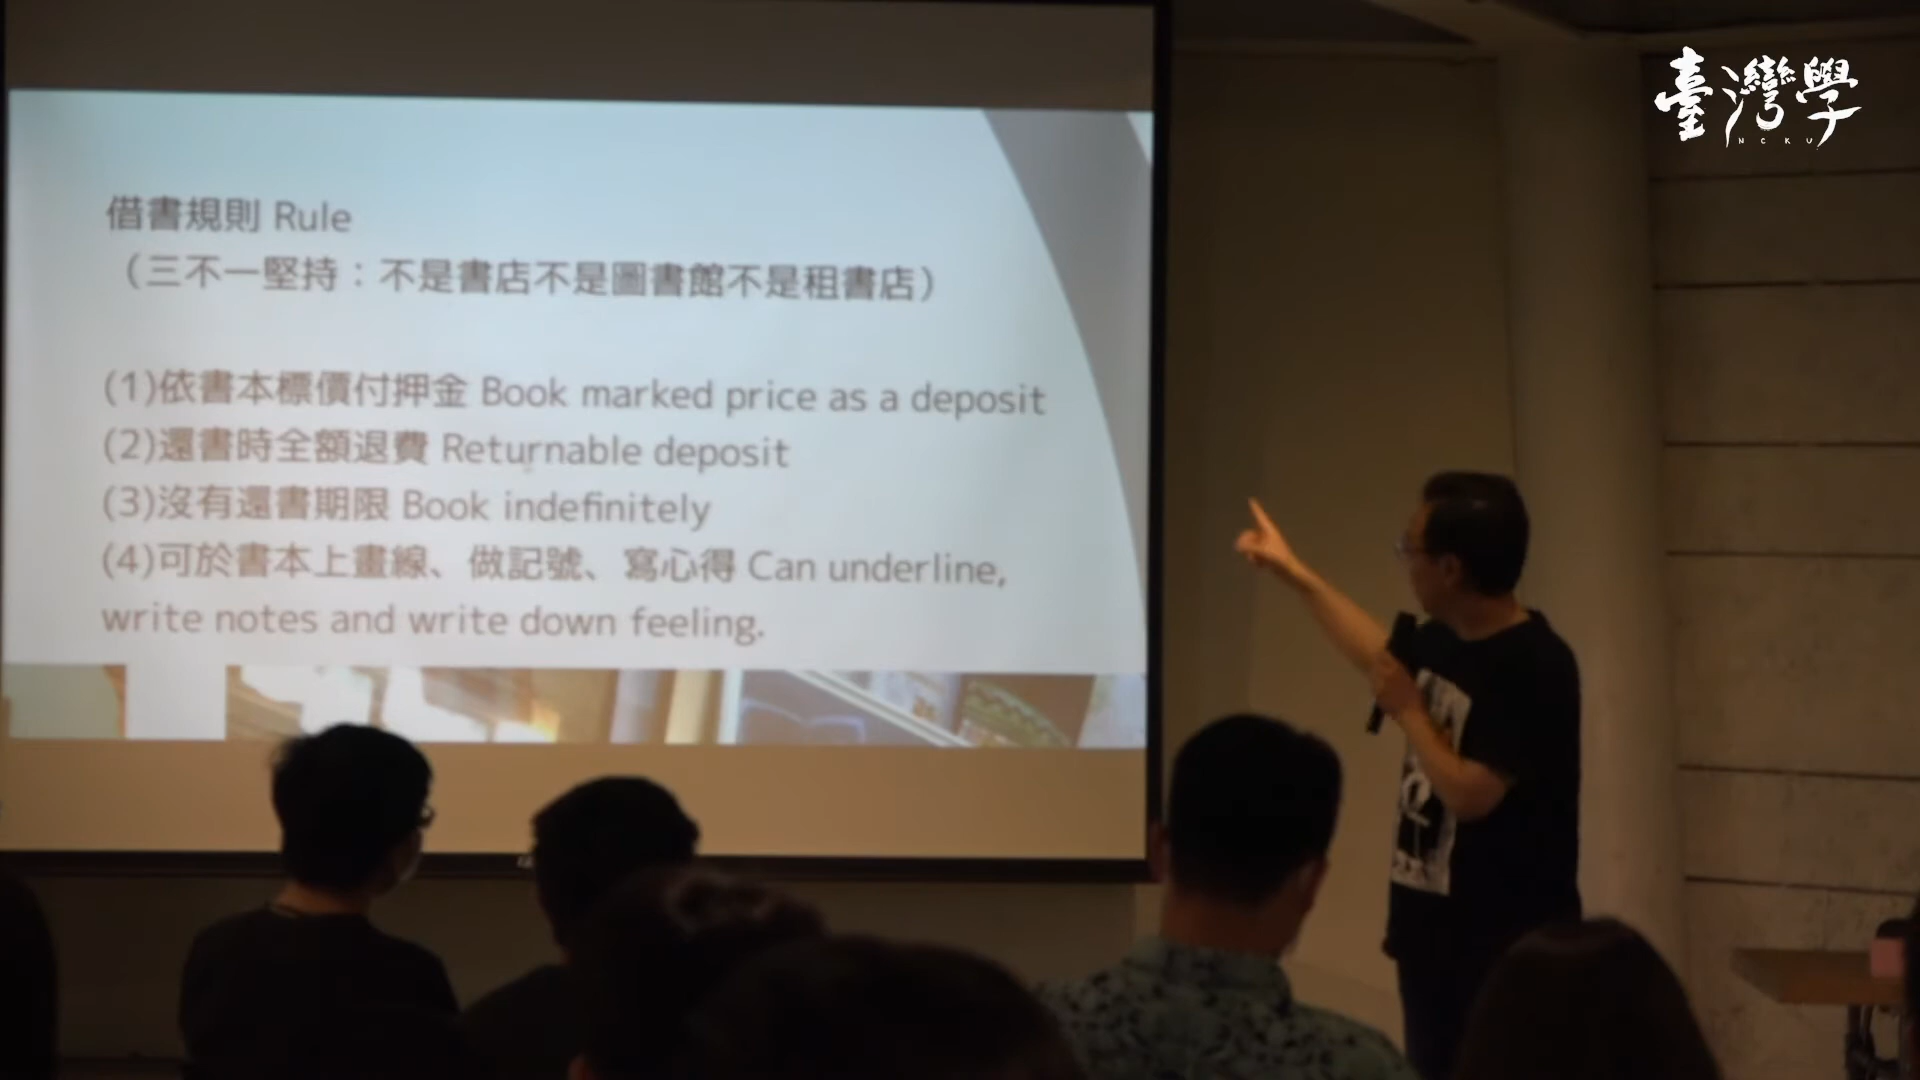 臺灣學
NCKU
借書規則 Rule
（三不一堅持：不是書店不是圖書館不是租書店）
(1)依書本標價付押金 Book marked price as a deposit
(2)還書時全額退費 Returnable deposit
(3)沒有還書期限 Book indefinitely
(4)可於書本上畫線、做記號、寫心得 Can underline,
write notes and write down feeling.